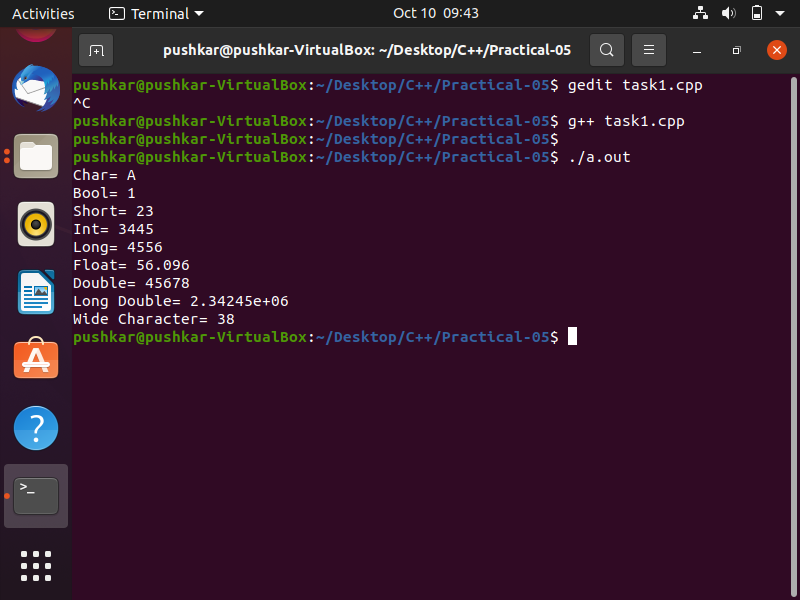 Activities Terminal Oct 10 09:43
pushkar@pushkar-VirtualBox: ~/Desktop/C++/Practical-05
pushkar@pushkar-VirtualBox:~/Desktop/C++/Practical-05$ gedit task1.cpp
^C
pushkar@pushkar-VirtualBox:~/Desktop/C++/Practical-05$ g++ task1.cpp
pushkar@pushkar-VirtualBox:~/Desktop/C++/Practical-05$
pushkar@pushkar-VirtualBox:~/Desktop/C++/Practical-05$ ./a.out
Char= A
Bool= 1
Short= 23
Int= 3445
Long= 4556
Float= 56.096
Double= 45678
Long Double= 2.34245e+06
Wide Character= 38
pushkar@pushkar-VirtualBox:~/Desktop/C++/Practical-05$